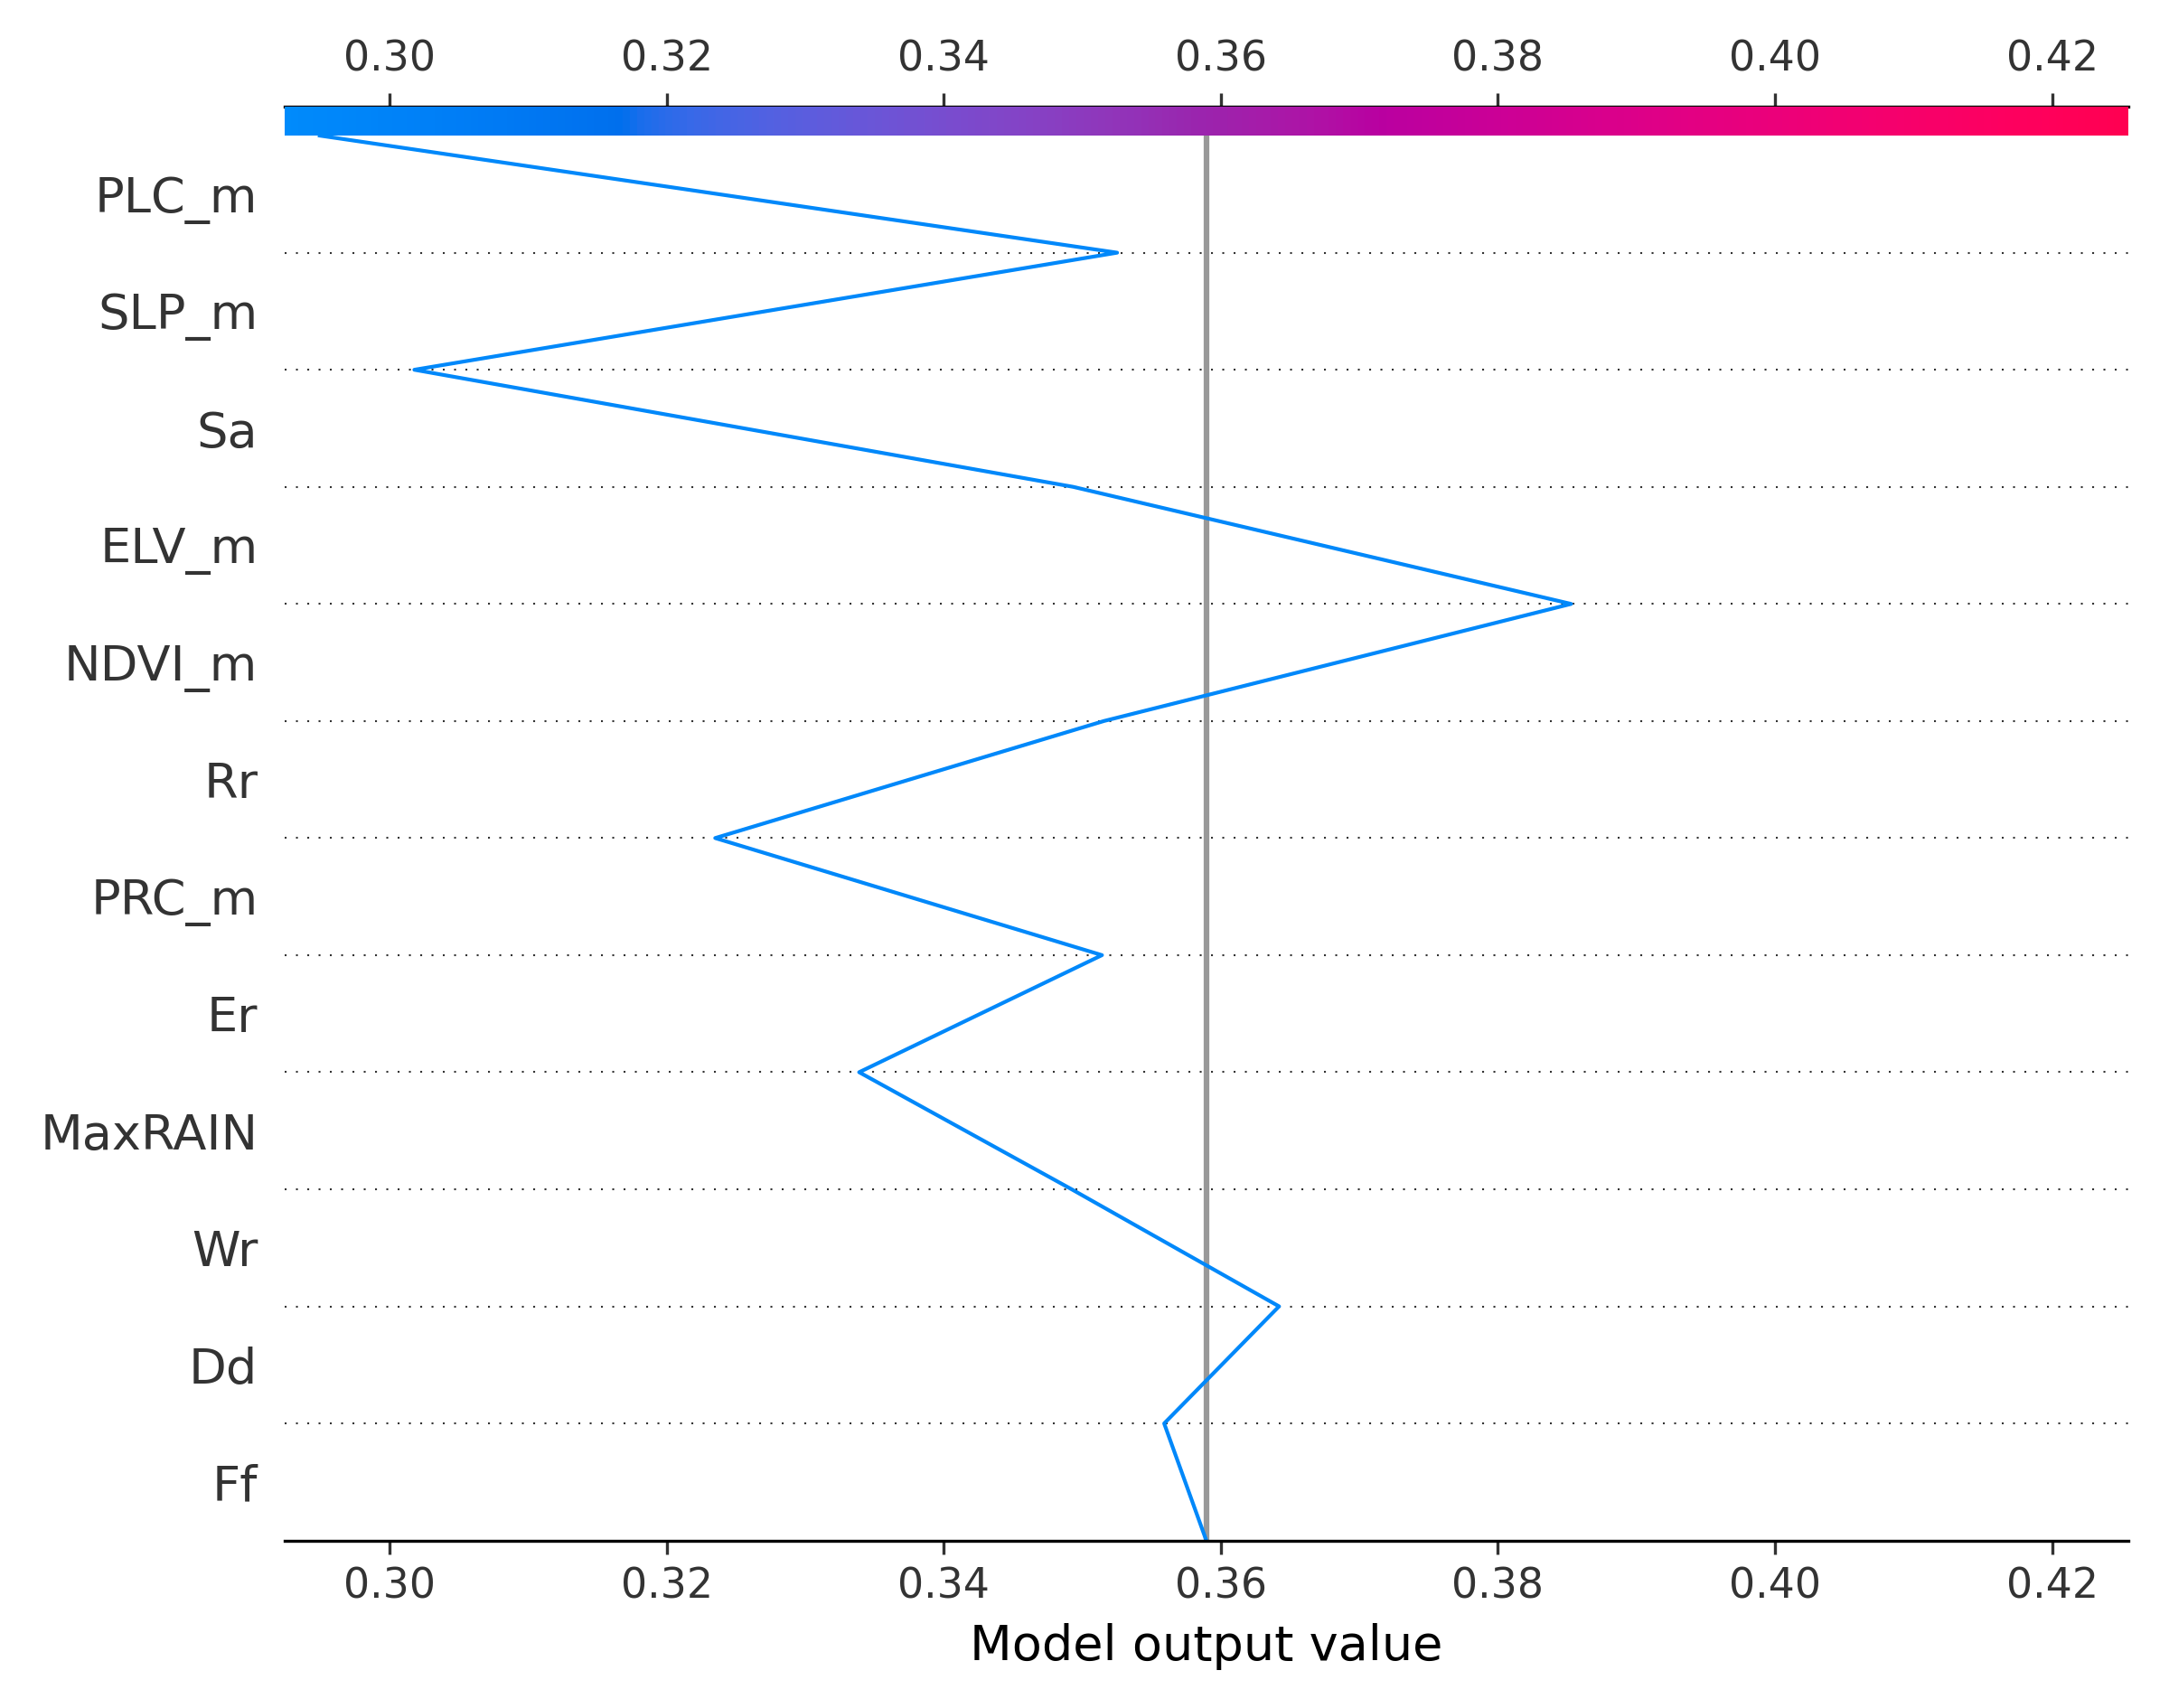 0.30 0.32 0.34 0.36 0.38 0.40 0.42
PLC_m
SLP_m
Sa
ELV_m
NDVI_m
Rr
PRC_m
Er
MaxRAIN
Wr
Dd
Ff
0.30 0.32 0.34 0.36 0.38 0.40 0.42
Model output value